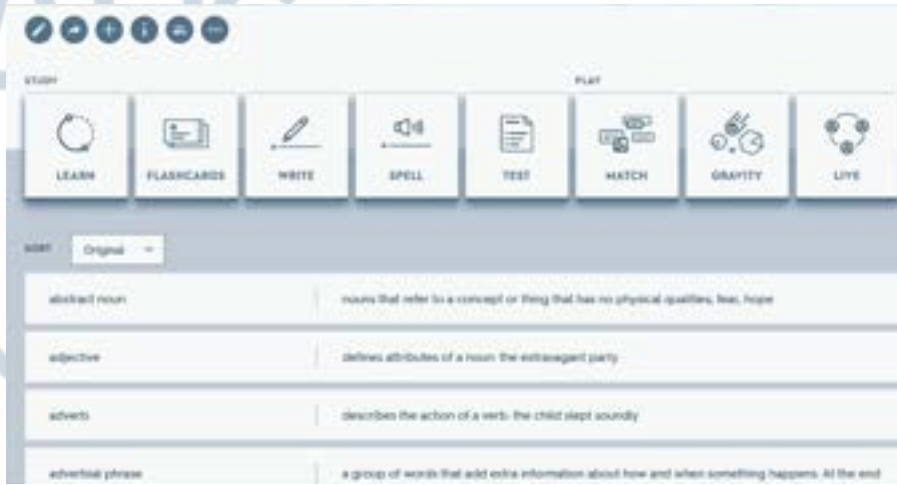 STUDY PLAY
LEARN FLASHCARDS WRITE SPELL TEST MATCH GRAVITY LIVE
SORT Original
abstract noun nouns that refer to a concept or thing that has no physical qualities, fear, hope
adjective defines attributes of a noun: the extravagant party
adverb describes the action of a verb: the child slept soundly
adverbial phrase a group of words that add extra information about how and when something happens. At the end